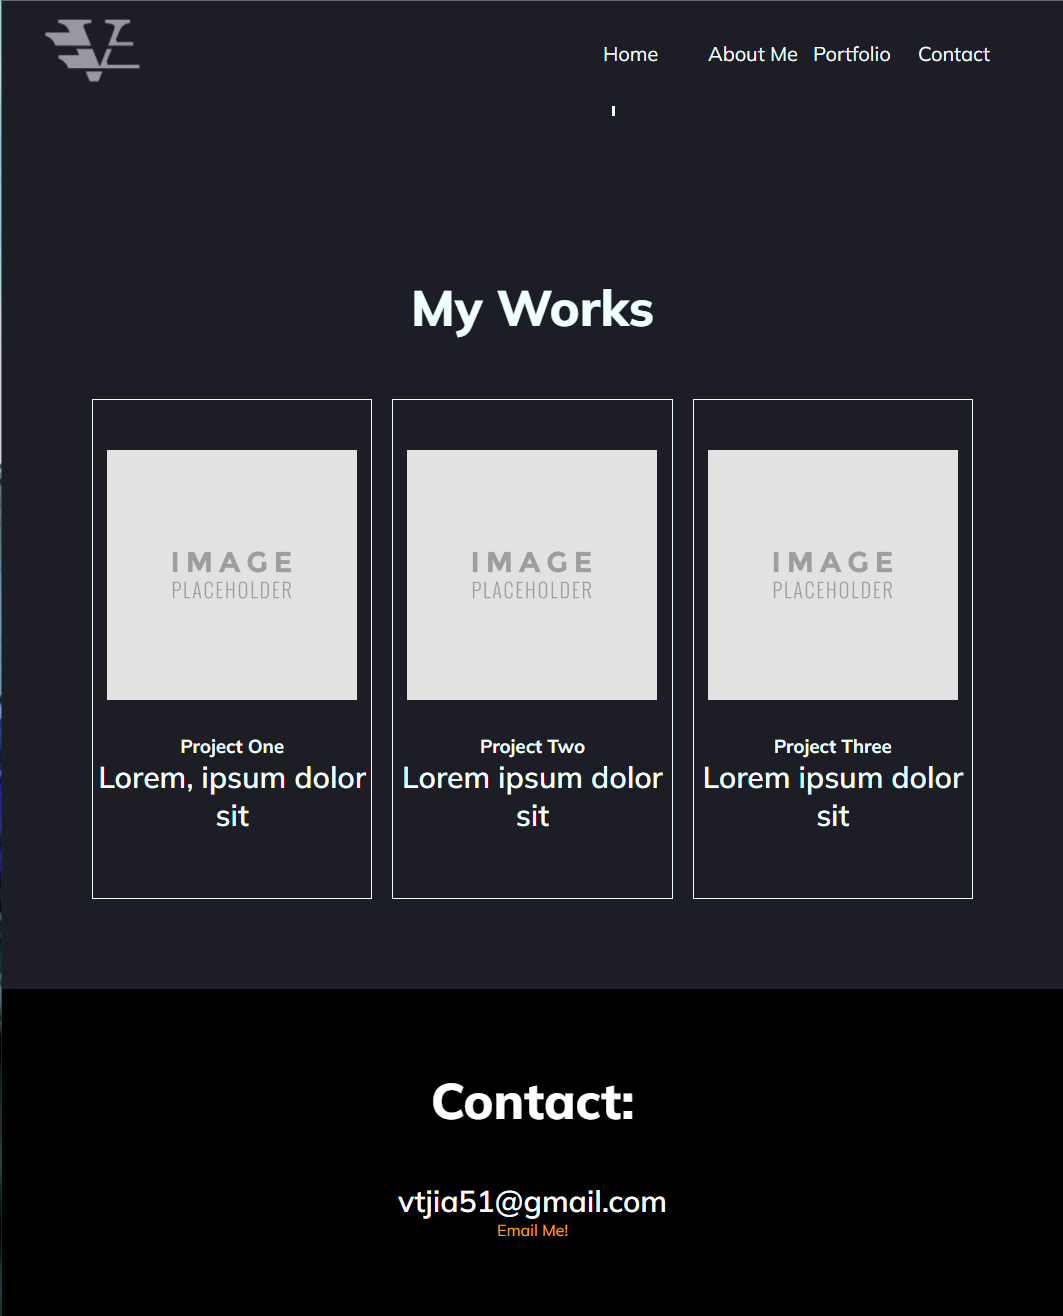 Home About Me Portfolio Contact
My Works
IMAGE
PLACEHOLDER
Project One
Lorem, ipsum dolor
sit
IMAGE
PLACEHOLDER
Project Two
Lorem ipsum dolor
sit
IMAGE
PLACEHOLDER
Project Three
Lorem ipsum dolor
sit
Contact:
vtjia51@gmail.com
Email Me!